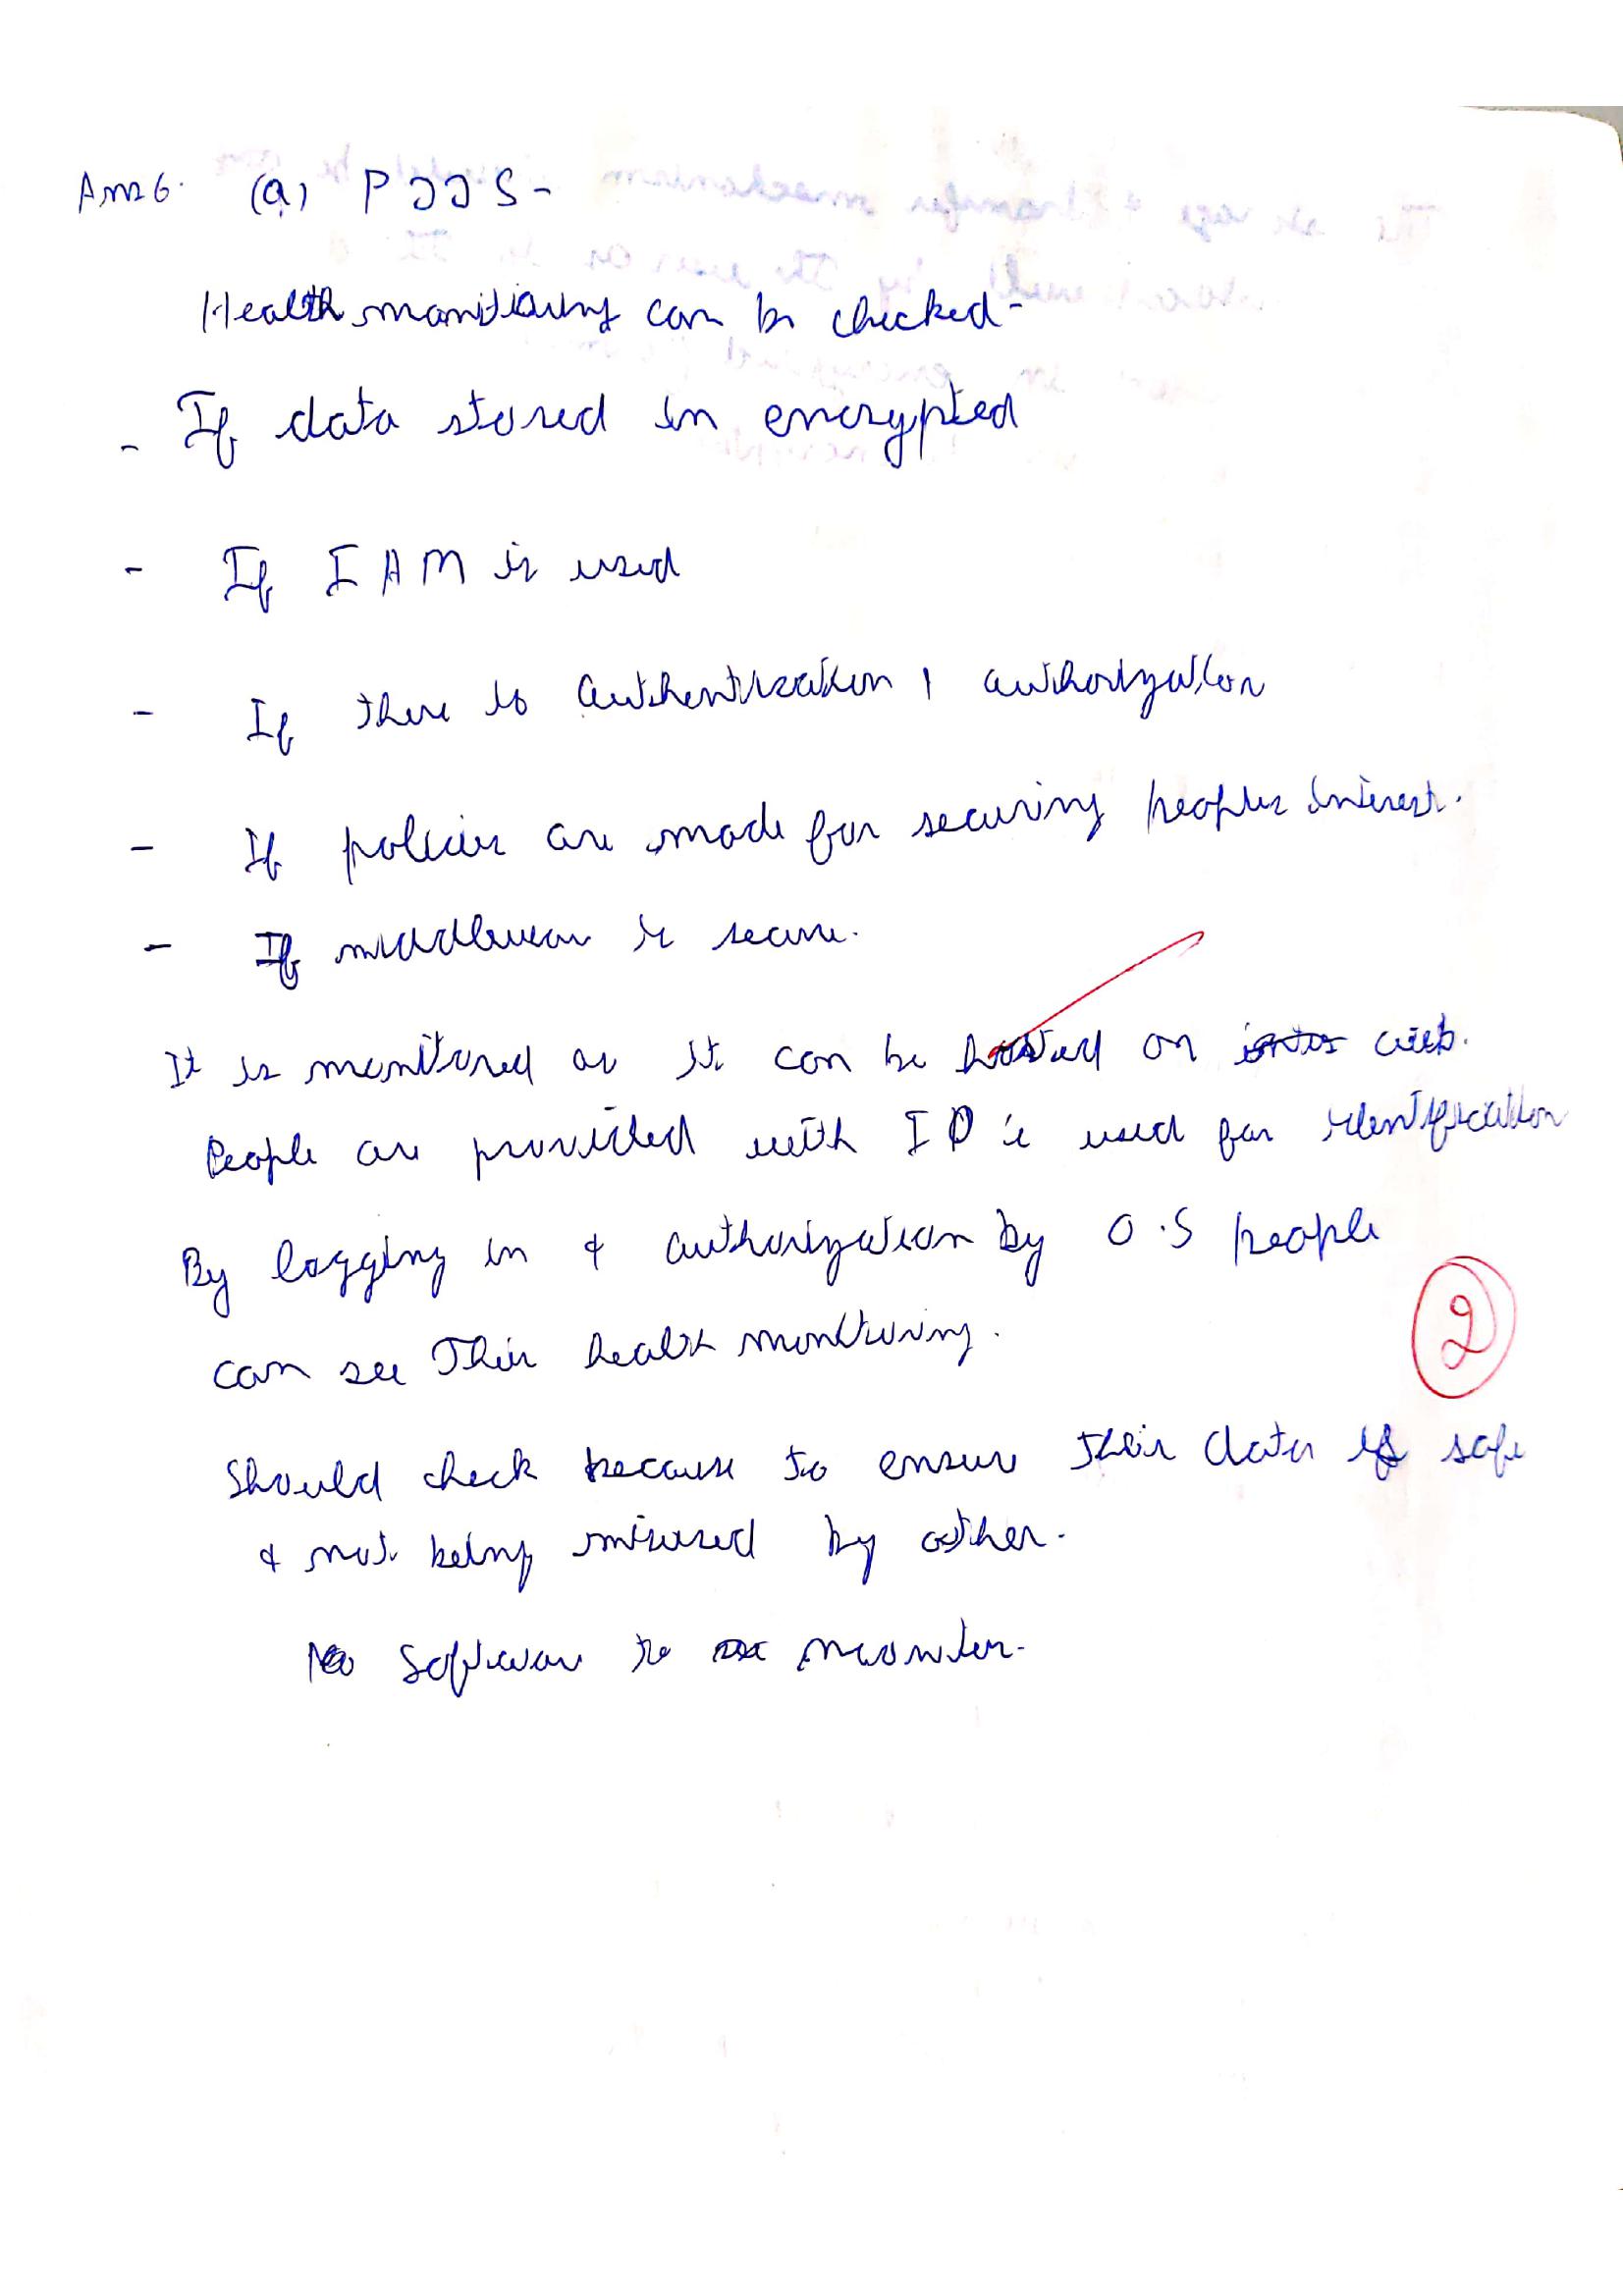 Ans 6. (a) PIIS -
Health monitoring can be checked -
- If data stored in encrypted
- If IAM is used
- If there is authentication, authorization
- If policies are made for securing peoples interest.
- If middleware is secure.
It is monitored as it can be hosted on web.
People are provided with ID is used for identification
By logging in & authorization by O.S people
can see their health monitoring.
2
Should check because to ensure their data is safe
& not being misused by other.
Software to monitor.